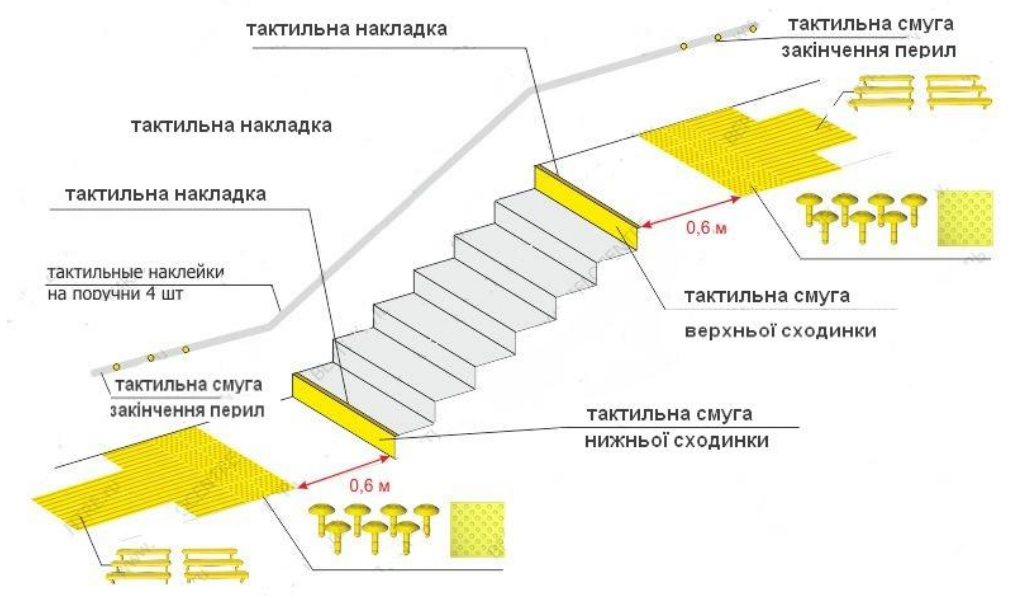 тактильна накладка
тактильна смуга
закінчення перил
тактильна накладка
тактильна накладка
0,6 м
тактильные наклейки
на поручни 4 шт
тактильна смуга
верхньої сходинки
тактильна смуга
закінчення перил
тактильна смуга
нижньої сходинки
0,6 м